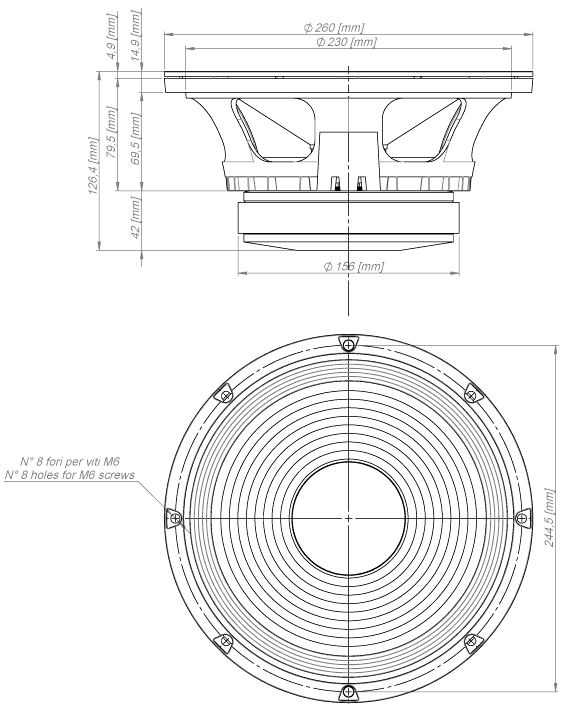 Φ 260 [mm]
Φ 230 [mm]
4,9 [mm]
14,9 [mm]
126,4 [mm]
79,5 [mm]
69,5 [mm]
42 [mm]
Φ 156 [mm]
N° 8 fori per viti M6
N° 8 holes for M6 screws
244,5 [mm]